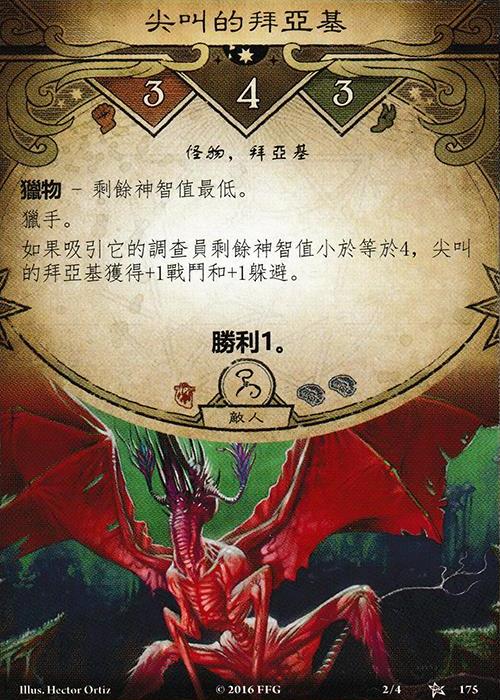 尖叫的拜亞基
3
4
3
怪物，拜亞基
獵物 – 剩餘神智值最低。
獵手。
如果吸引它的調查員剩餘神智值小於等於4，尖叫
的拜亞基獲得+1戰鬥和+1躲避。
勝利1。
敵人
Illus. Hector Ortiz
© 2016 FFG
2/4
175